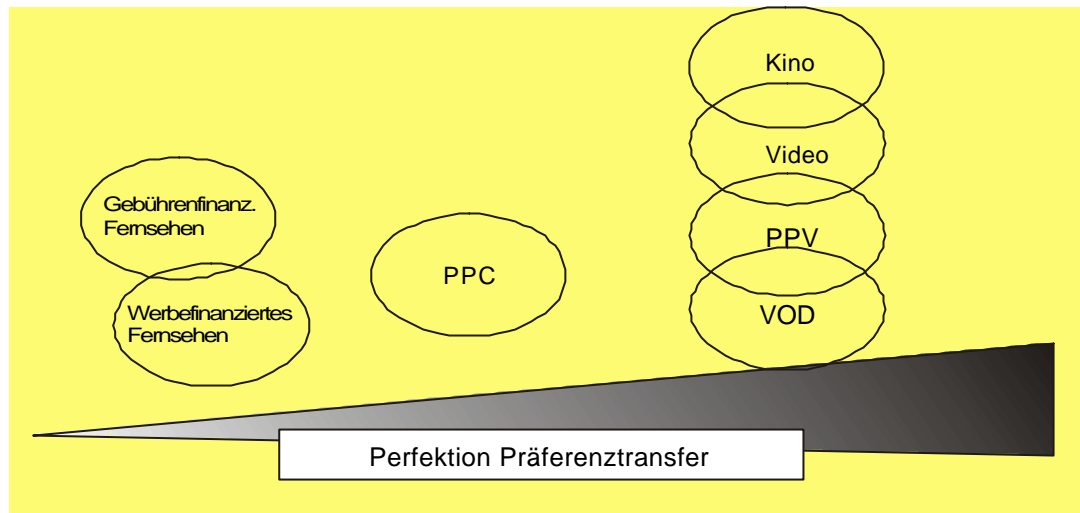 Kino
Video
Gebührenfinanz.
Fernsehen
PPV
PPC
Werbefinanziertes
Fernsehen
VOD
Perfektion Präferenztransfer